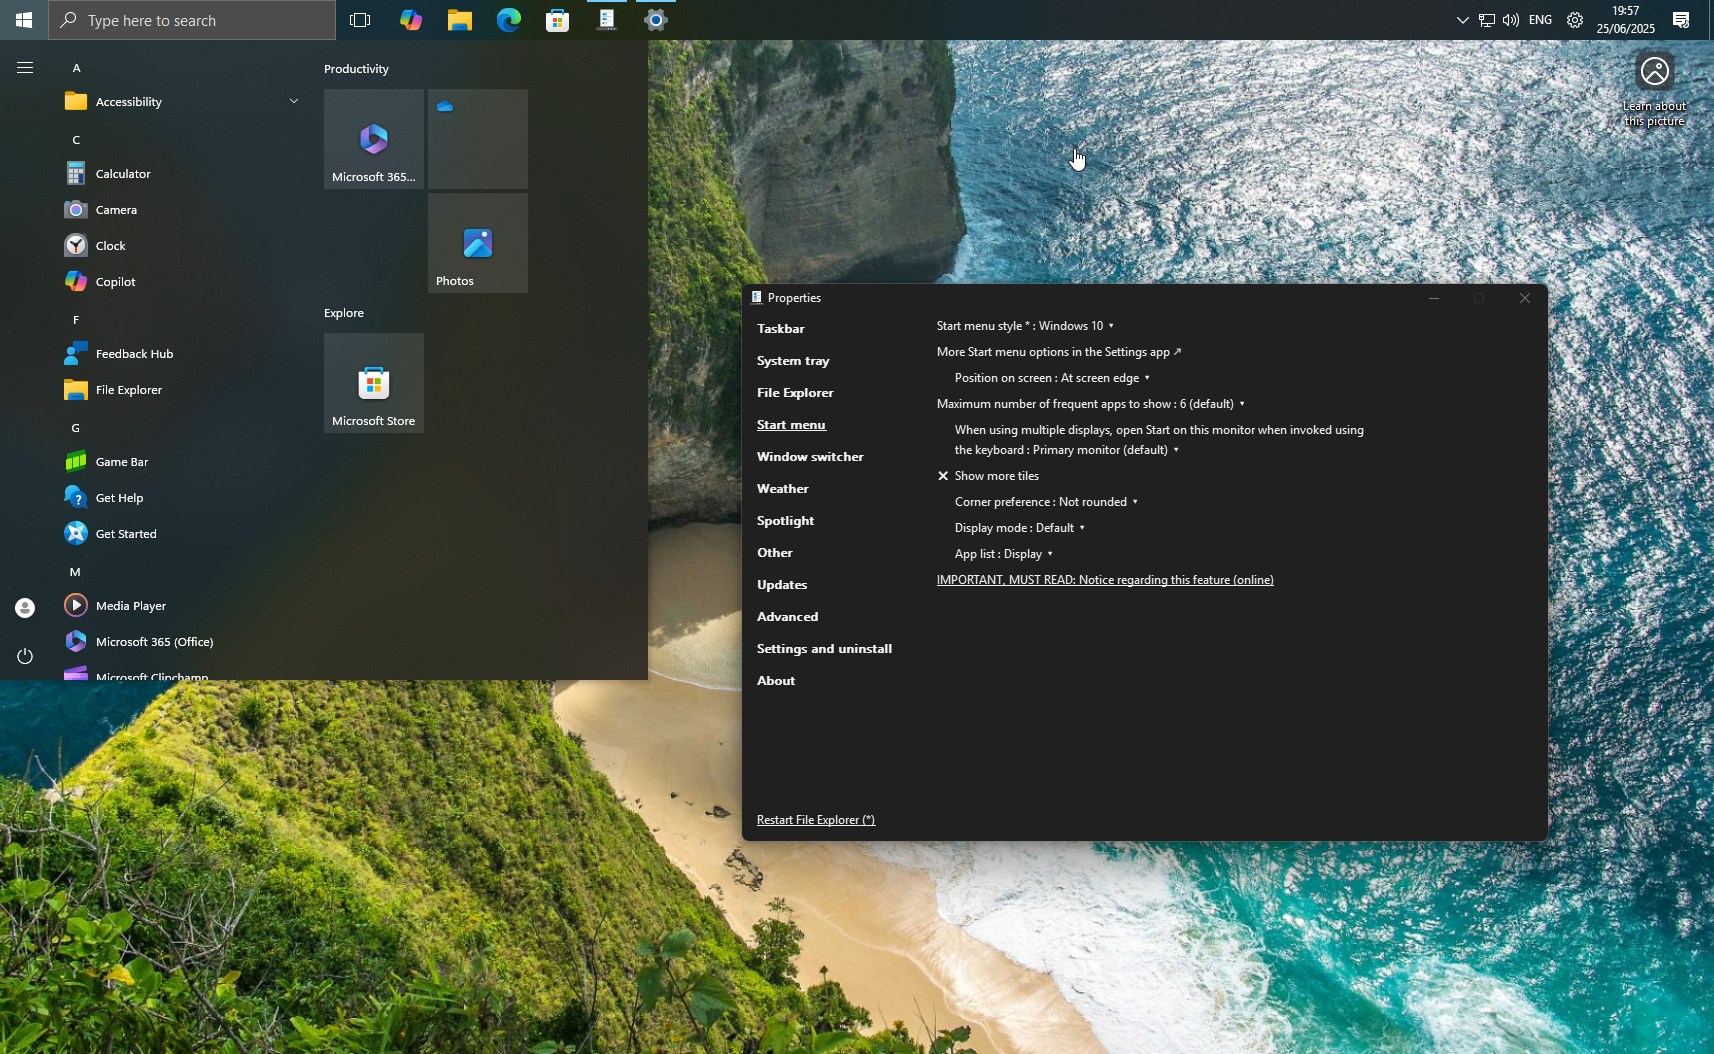 Type here to search
ENG
19:57
25/06/2025
Learn about
this picture
A
Accessibility
C
Calculator
Camera
Clock
Copilot
F
Feedback Hub
File Explorer
G
Game Bar
Get Help
Get Started
M
Media Player
Microsoft 365 (Office)
Microsoft Clipchamp
Productivity
Microsoft 365...
Photos
Explore
Microsoft Store
Properties
Taskbar
System tray
File Explorer
Start menu
Window switcher
Weather
Spotlight
Other
Updates
Advanced
Settings and uninstall
About
Restart File Explorer (*)
Start menu style * : Windows 10
More Start menu options in the Settings app ↗
Position on screen : At screen edge
Maximum number of frequent apps to show : 6 (default)
When using multiple displays, open Start on this monitor when invoked using
the keyboard : Primary monitor (default)
Show more tiles
Corner preference : Not rounded
Display mode : Default
App list : Display
IMPORTANT, MUST READ: Notice regarding this feature (online)